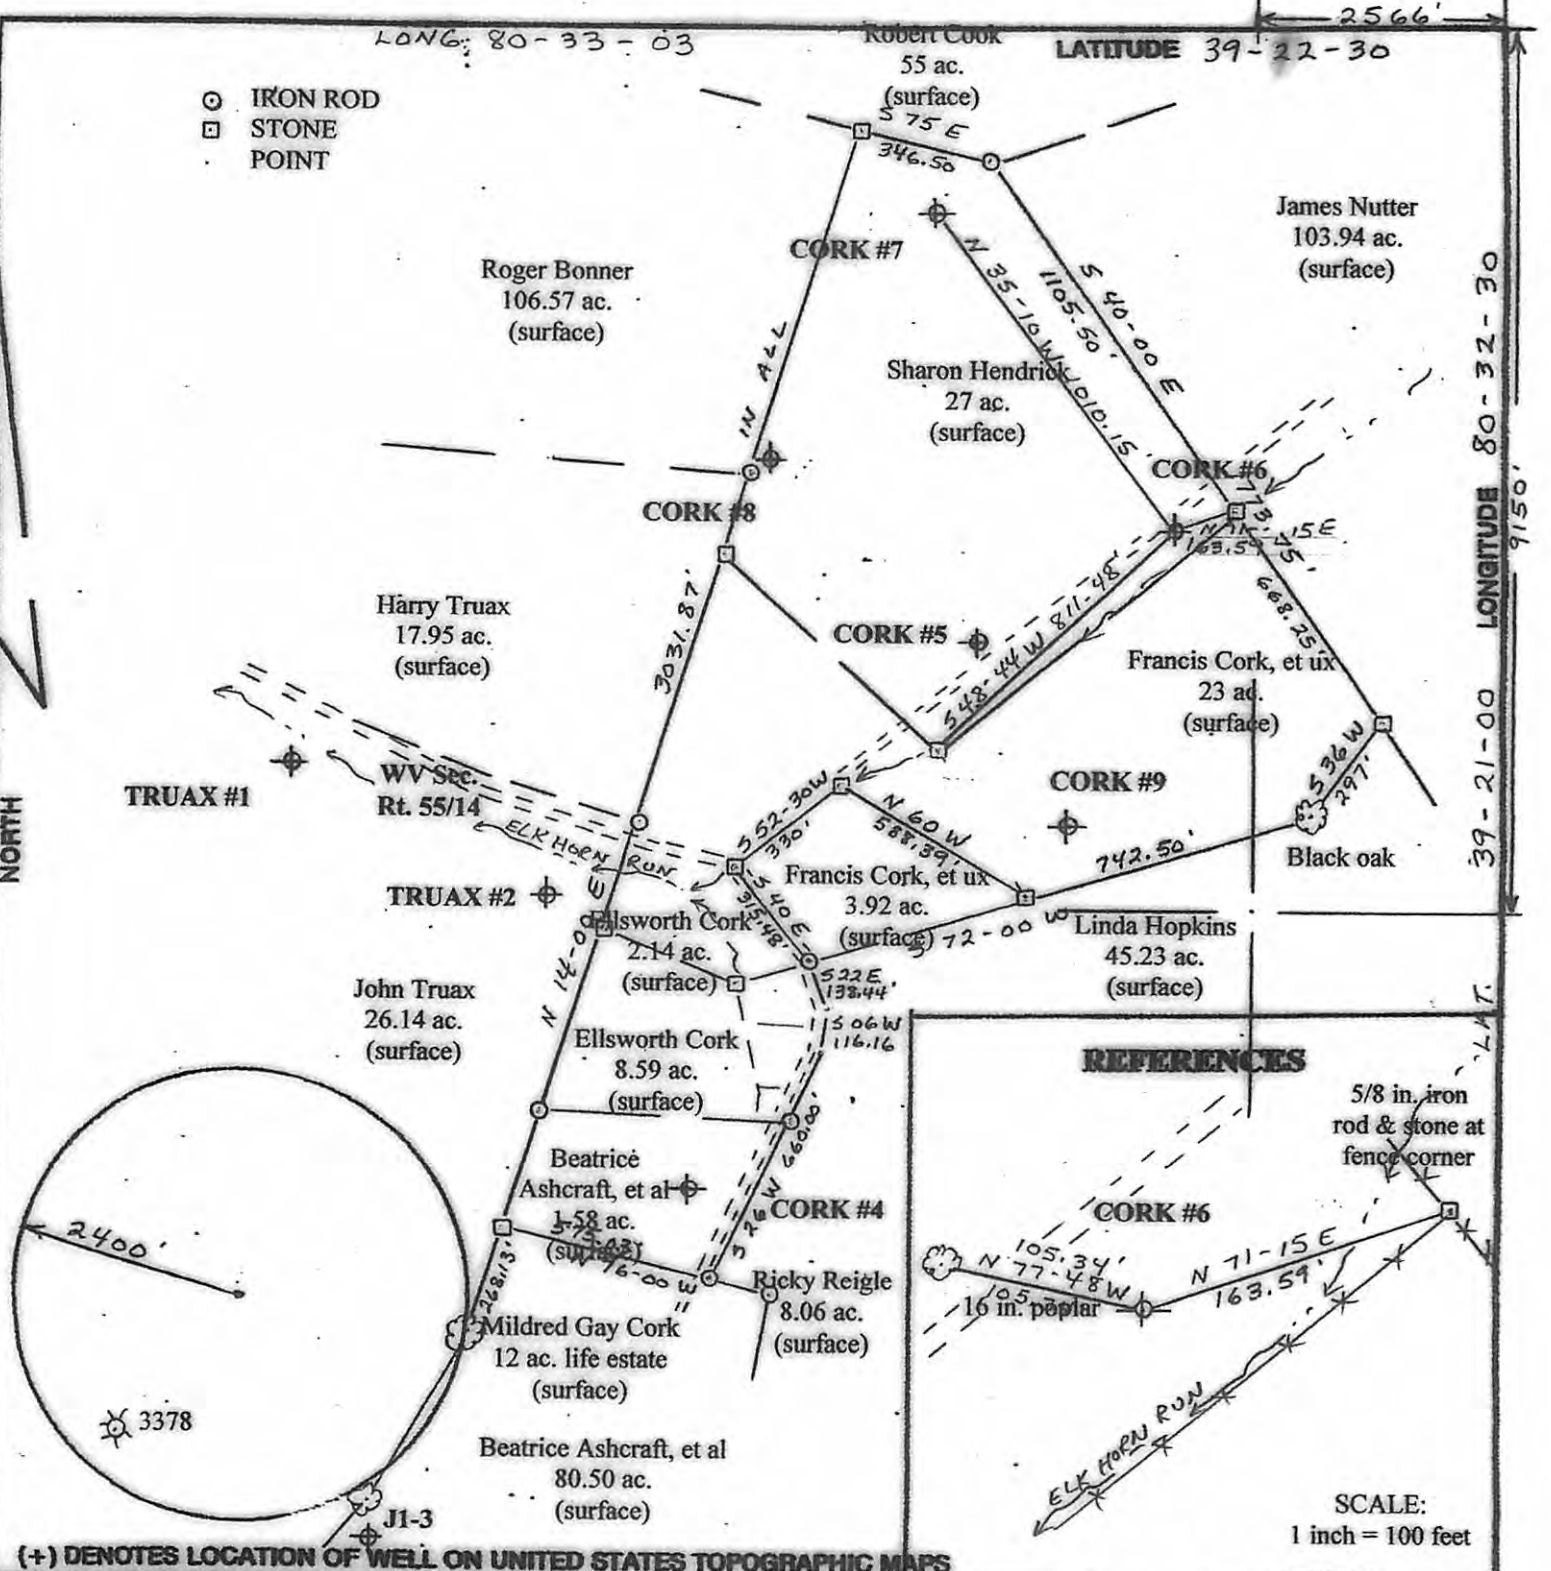 2566'
LONG. 80-33-03
LATITUDE 39-22-30
Robert Cook
55 ac.
(surface)
IRON ROD
STONE
POINT
S 75 E
346.50
James Nutter
103.94 ac.
(surface)
CORK #7
Roger Bonner
106.57 ac.
(surface)
N 35-10 W 1010.15'
1105.50'
S 40-00 E
IN ALL
Sharon Hendrick
27 ac.
(surface)
LONGITUDE 80-32-30
9150'
CORK #6
CORK #8
15 E
163.59
668.25'
3031.87'
Harry Truax
17.95 ac.
(surface)
CORK #5
S 48-44 W 811.48'
Francis Cork, et ux
23 ac.
(surface)
TRUAX #1
WV Sec.
Rt. 55/14
CORK #9
S 36 W
297'
39-21-00
LAT.
NORTH
ELK HORN RUN
S 52-30 W
330'
N 60 W
588.39'
742.50'
Black oak
TRUAX #2
S 40 E
315.48'
Francis Cork, et ux
3.92 ac.
(surface)
S 72-00 W
Linda Hopkins
45.23 ac.
(surface)
Ellsworth Cork
2.14 ac.
(surface)
N 14-00 E
S 22 E
138.44'
S 06 W
116.16
John Truax
26.14 ac.
(surface)
Ellsworth Cork
8.59 ac.
(surface)
Beatrice
Ashcraft, et al
1.58 ac.
(surface)
S 26 W 660.00'
CORK #4
N 76-00 W
268.13'
2400'
Ricky Reigle
8.06 ac.
(surface)
Mildred Gay Cork
12 ac. life estate
(surface)
3378
Beatrice Ashcraft, et al
80.50 ac.
(surface)
J1-3
REFERENCES
5/8 in. iron
rod & stone at
fence corner
CORK #6
105.34'
N 77-48 W
16 in. poplar
N 71-15 E
163.59'
ELK HORN RUN
SCALE:
1 inch = 100 feet
(+) DENOTES LOCATION OF WELL ON UNITED STATES TOPOGRAPHIC MAPS